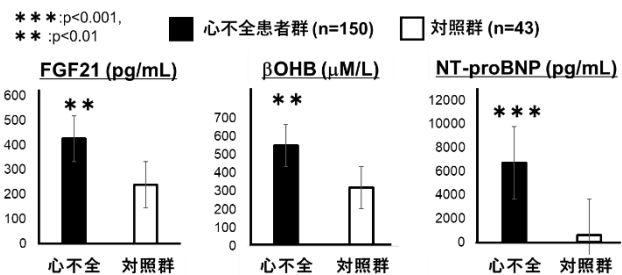 ***:p<0.001,
** :p<0.01
心不全患者群 (n=150)
対照群 (n=43)
FGF21 (pg/mL)
600
500
400
300
200
100
0
**
心不全 対照群
βOHB (μM/L)
700
600
500
400
300
200
100
0
**
心不全 対照群
NT-proBNP (pg/mL)
12000
10000
8000
6000
4000
2000
0
***
心不全 対照群